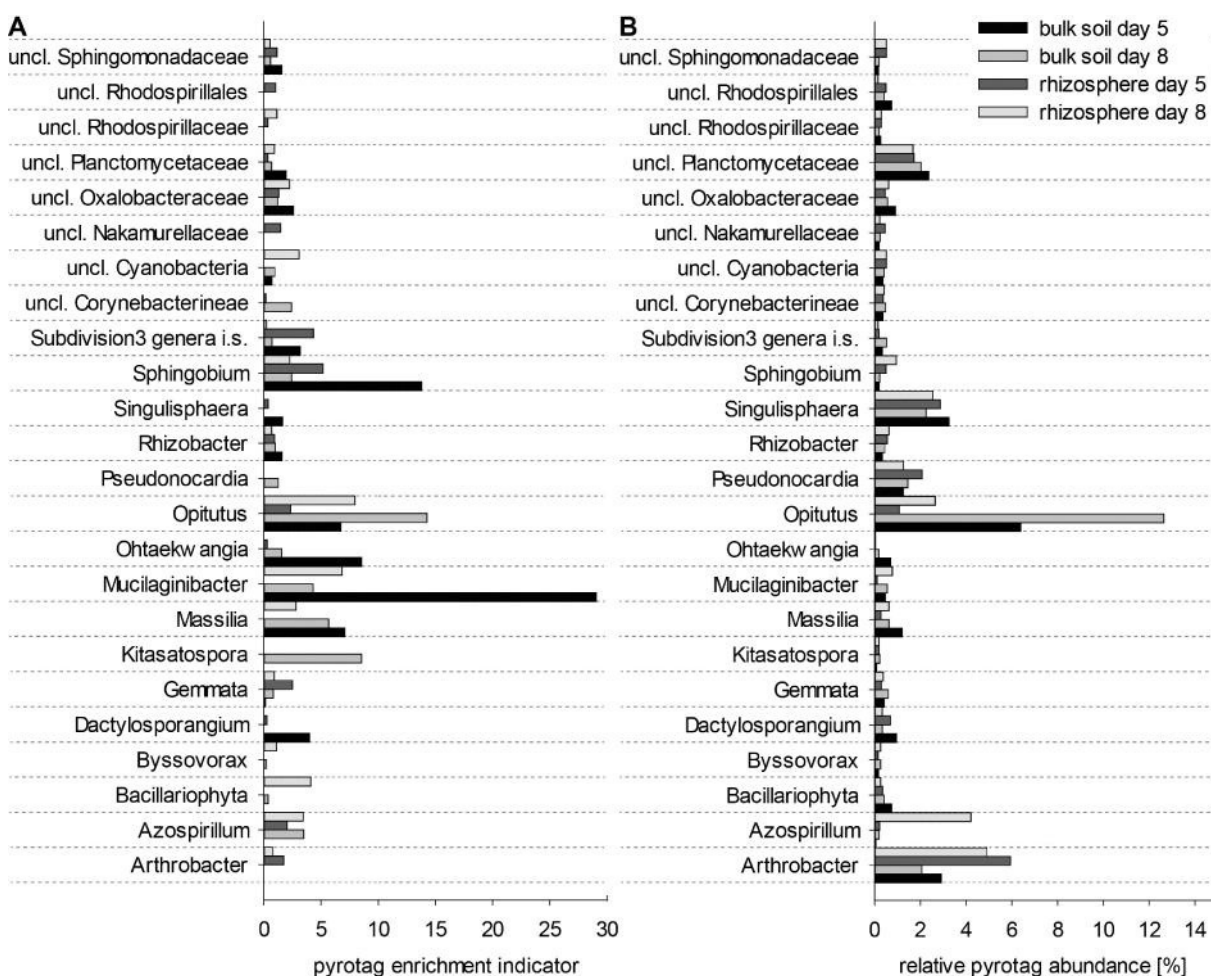 A
uncl. Sphingomonadaceae
uncl. Rhodospirillales
uncl. Rhodospirillaceae
uncl. Planctomycetaceae
uncl. Oxalobacteraceae
uncl. Nakamurellaceae
uncl. Cyanobacteria
uncl. Corynebacterineae
Subdivision3 genera i.s.
Sphingobium
Singulisphaera
Rhizobacter
Pseudonocardia
Opitutus
Ohtaekwangia
Mucilaginibacter
Massilia
Kitasatospora
Gemmata
Dactylosporangium
Byssovorax
Bacillariophyta
Azospirillum
Arthrobacter
0 5 10 15 20 25 30
pyrotag enrichment indicator
B
bulk soil day 5
bulk soil day 8
rhizosphere day 5
rhizosphere day 8
uncl. Sphingomonadaceae
uncl. Rhodospirillales
uncl. Rhodospirillaceae
uncl. Planctomycetaceae
uncl. Oxalobacteraceae
uncl. Nakamurellaceae
uncl. Cyanobacteria
uncl. Corynebacterineae
Subdivision3 genera i.s.
Sphingobium
Singulisphaera
Rhizobacter
Pseudonocardia
Opitutus
Ohtaekwangia
Mucilaginibacter
Massilia
Kitasatospora
Gemmata
Dactylosporangium
Byssovorax
Bacillariophyta
Azospirillum
Arthrobacter
0 2 4 6 8 10 12 14
relative pyrotag abundance [%]